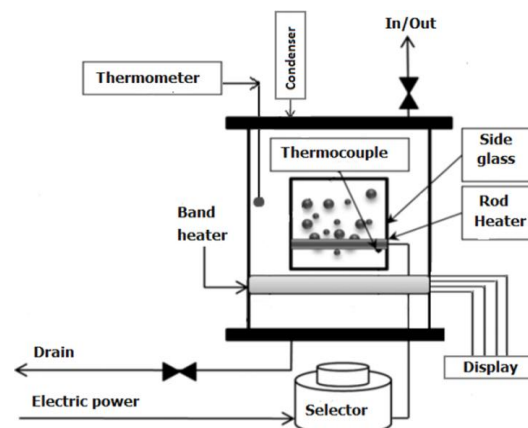 In/Out
Condenser
Thermometer
Side
glass
Thermocouple
Rod
Heater
Band
heater
Drain
Display
Electric power
Selector